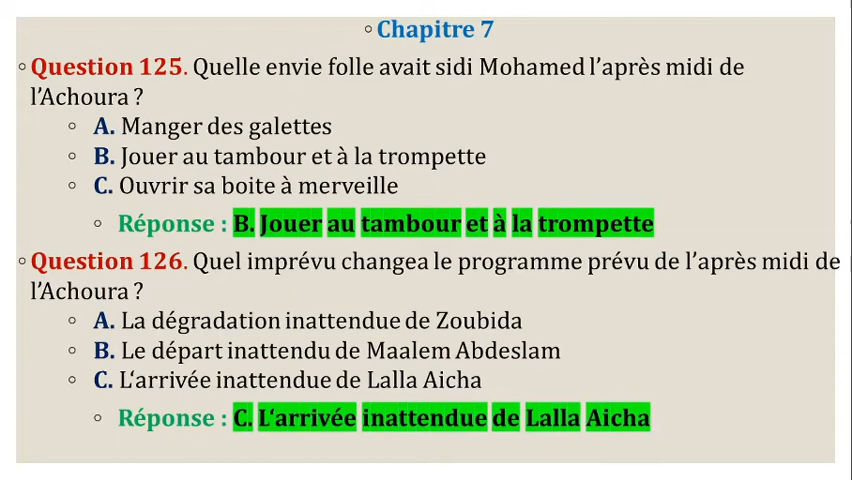 Chapitre 7
Question 125. Quelle envie folle avait sidi Mohamed l’après midi de
l’Achoura ?
A. Manger des galettes
B. Jouer au tambour et à la trompette
C. Ouvrir sa boite à merveille
Réponse : B. Jouer au tambour et à la trompette
Question 126. Quel imprévu changea le programme prévu de l’après midi de
l’Achoura ?
A. La dégradation inattendue de Zoubida
B. Le départ inattendu de Maalem Abdeslam
C. L‘arrivée inattendue de Lalla Aicha
Réponse : C. L‘arrivée inattendue de Lalla Aicha